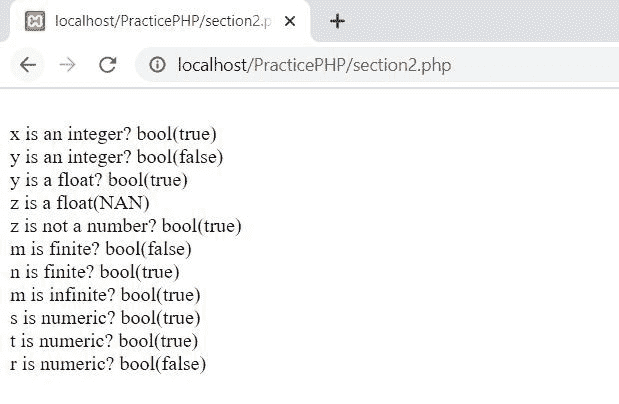 localhost/PracticePHP/section2.p
localhost/PracticePHP/section2.php
x is an integer? bool(true)
y is an integer? bool(false)
y is a float? bool(true)
z is a float(NAN)
z is not a number? bool(true)
m is finite? bool(false)
n is finite? bool(true)
m is infinite? bool(true)
s is numeric? bool(true)
t is numeric? bool(true)
r is numeric? bool(false)